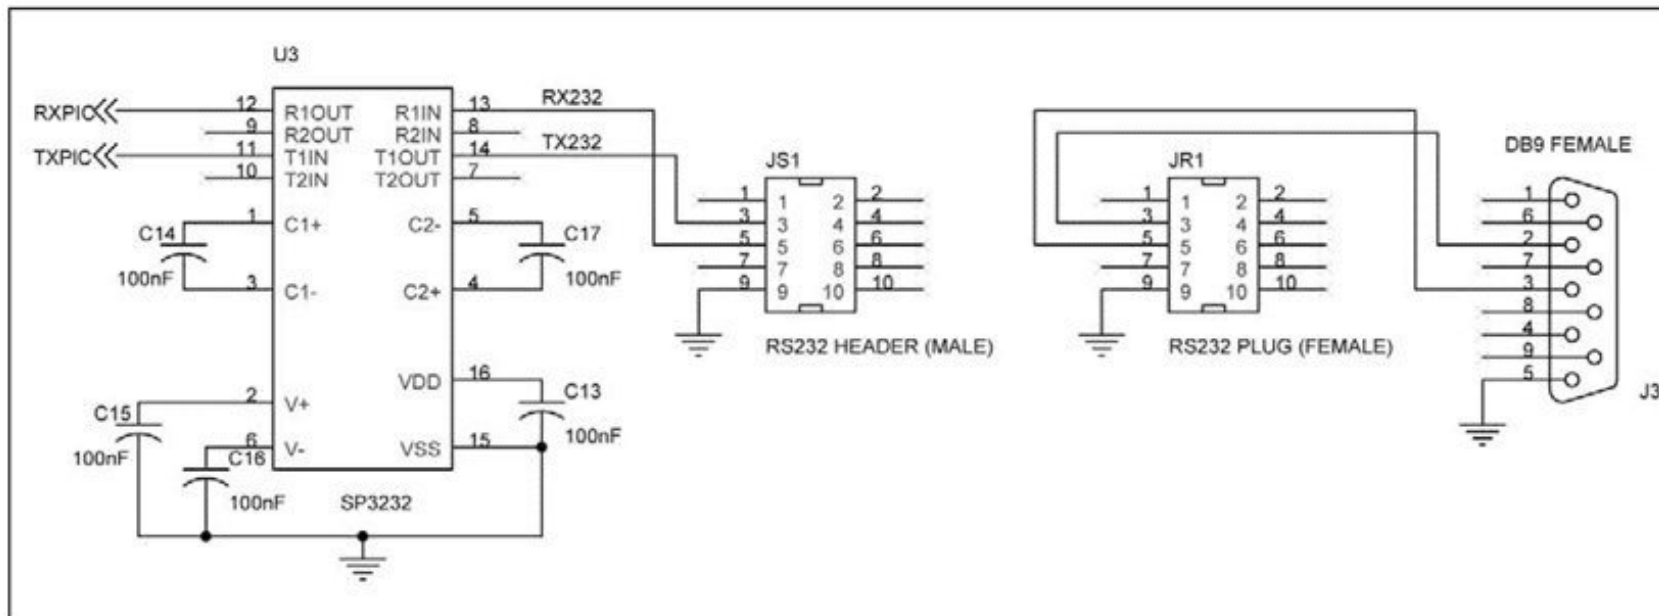 U3
RXPIC
12
R1OUT
R1IN
13
RX232
9
R2OUT
R2IN
8
TXPIC
11
T1IN
T1OUT
14
TX232
10
T2IN
T2OUT
7
1
C1+
C2-
5
C14
100nF
C17
100nF
3
C1-
C2+
4
VDD
16
C13
100nF
2
V+
C15
100nF
6
V-
VSS
15
C16
100nF
SP3232
JS1
1 1 2 2
3 3 4 4
5 5 6 6
7 7 8 8
9 9 10 10
RS232 HEADER (MALE)
JR1
1 1 2 2
3 3 4 4
5 5 6 6
7 7 8 8
9 9 10 10
RS232 PLUG (FEMALE)
DB9 FEMALE
1
6
2
7
3
8
4
9
5
J3